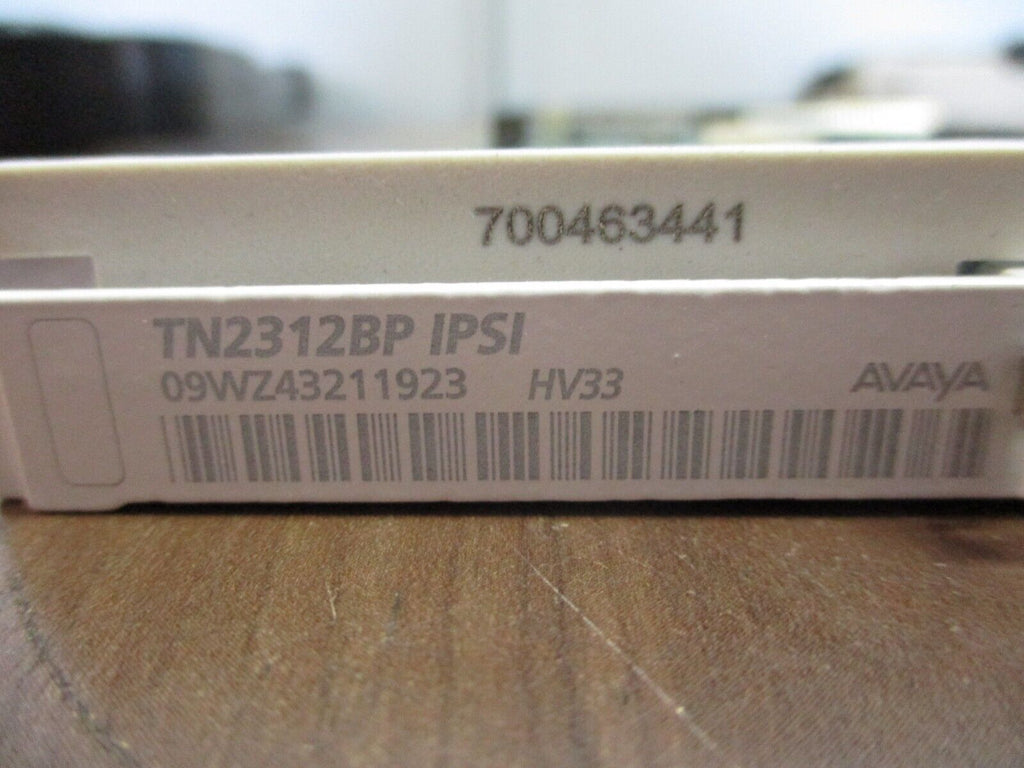 700463441
TN2312BP IPSI
09WZ43211923 HV33 AVAYA